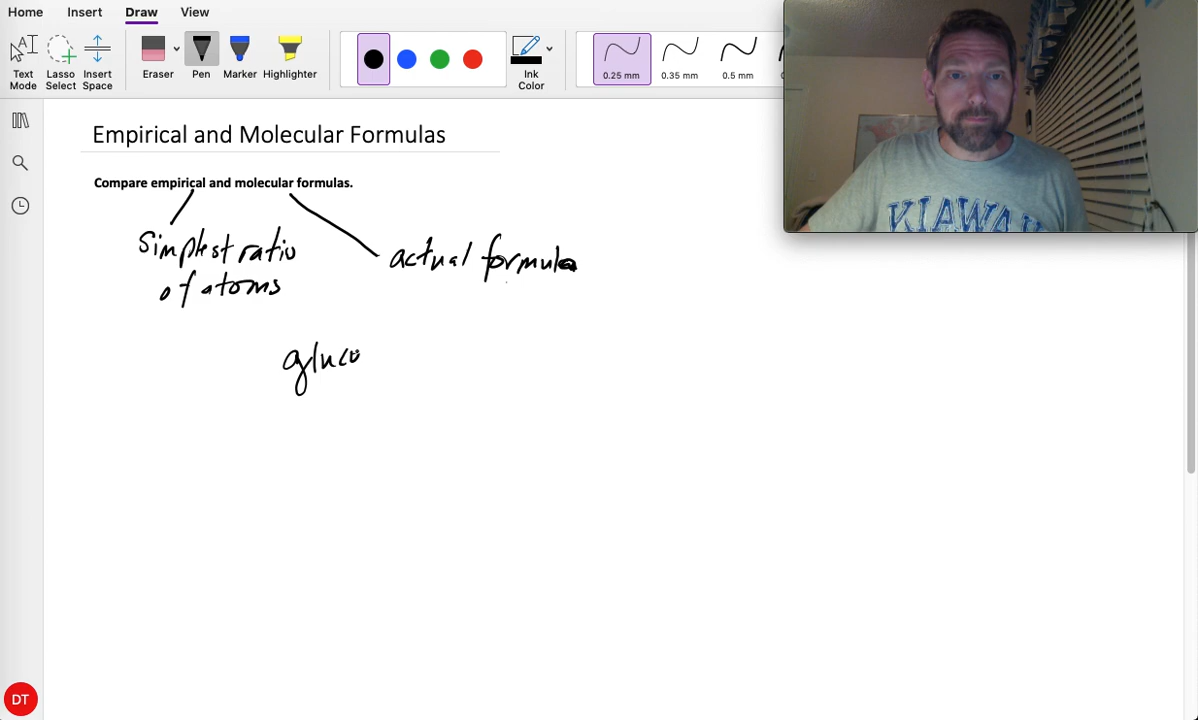 Home Insert Draw View
Text Mode
Lasso Select
Insert Space
Eraser
Pen
Marker
Highlighter
Ink Color
0.25 mm
0.35 mm
0.5 mm
KIAWAH
Empirical and Molecular Formulas
Compare empirical and molecular formulas.
simplest ratio
of atoms
actual formula
gluco
DT